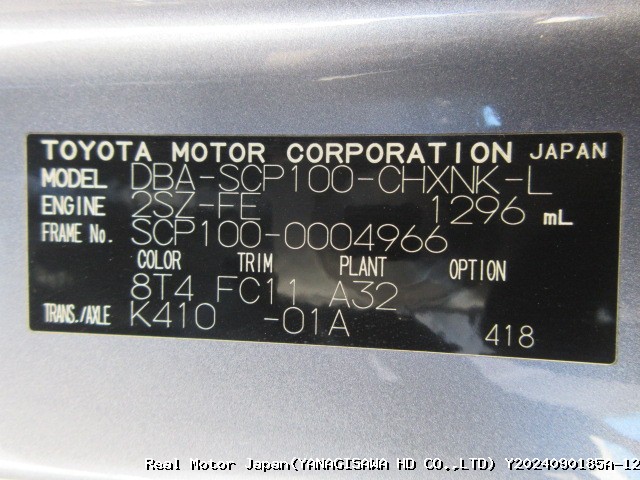 TOYOTA MOTOR CORPORATION JAPAN
MODEL DBA-SCP100-CHXNK-L
ENGINE 2SZ-FE 1296 mL
FRAME No. SCP100-0004966
COLOR TRIM PLANT OPTION
8T4 FC11 A32
TRANS./AXLE K410 -01A
418
Real Motor Japan(YANAGISAWA HD CO.,LTD) Y2024090185A-12